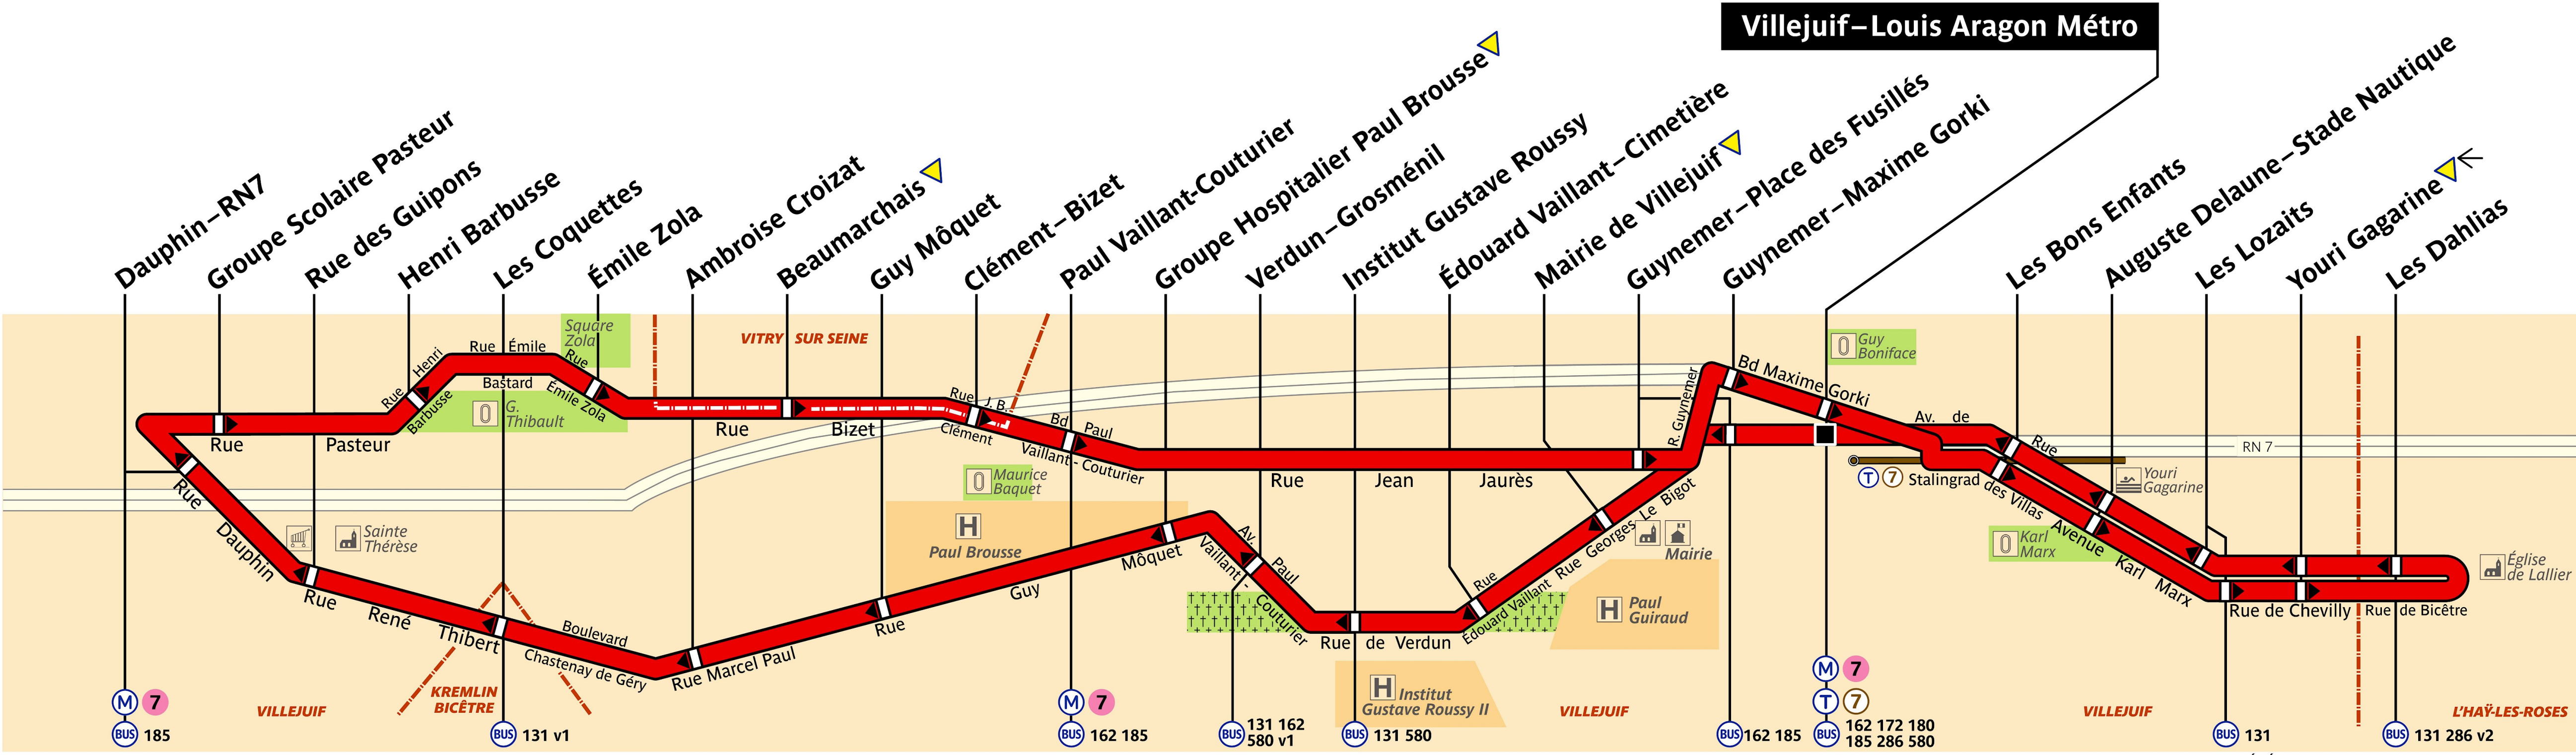 Villejuif–Louis Aragon Métro
Dauphin–RN7
Groupe Scolaire Pasteur
Rue des Guipons
Henri Barbusse
Les Coquettes
Émile Zola
Ambroise Croizat
Beaumarchais
Guy Môquet
Clément–Bizet
Paul Vaillant-Couturier
Groupe Hospitalier Paul Brousse
Verdun–Grosménil
Institut Gustave Roussy
Édouard Vaillant–Cimetière
Mairie de Villejuif
Guynemer–Place des Fusillés
Guynemer–Maxime Gorki
Les Bons Enfants
Auguste Delaune–Stade Nautique
Les Lozaits
Youri Gagarine
Les Dahlias
Square
Zola
VITRY SUR SEINE
Guy
Boniface
Rue Henri
Barbusse
Rue Émile
Bastard
Rue
Émile Zola
G.
Thibault
Rue Pasteur
Rue Bizet
Rue J. B.
Clément
Bd Paul
Vaillant - Couturier
Rue Jean Jaurès
R. Guynemer
Bd Maxime Gorki
Av. de
Stalingrad
RN 7
T 7
Rue
des Villas
Youri
Gagarine
Karl
Marx
Avenue Karl Marx
Rue de Chevilly
Rue de Bicêtre
Église
de Lallier
Rue Dauphin
Sainte
Thérèse
Rue René Thibert
Boulevard
Chastenay de Géry
Rue Marcel Paul
Rue Guy Môquet
Maurice
Baquet
H
Paul Brousse
Av. Paul
Vaillant - Couturier
Rue de Verdun
Rue
Édouard Vaillant
Rue Georges Le Bigot
Mairie
H
Paul
Guiraud
H
Institut
Gustave Roussy II
VILLEJUIF
KREMLIN
BICÊTRE
VILLEJUIF
VILLEJUIF
L'HAŸ-LES-ROSES
M 7
BUS 185
BUS 131 v1
M 7
BUS 162 185
BUS 131 162
580 v1
BUS 131 580
BUS 162 185
M 7
T 7
BUS 162 172 180
185 286 580
BUS 131
BUS 131 286 v2